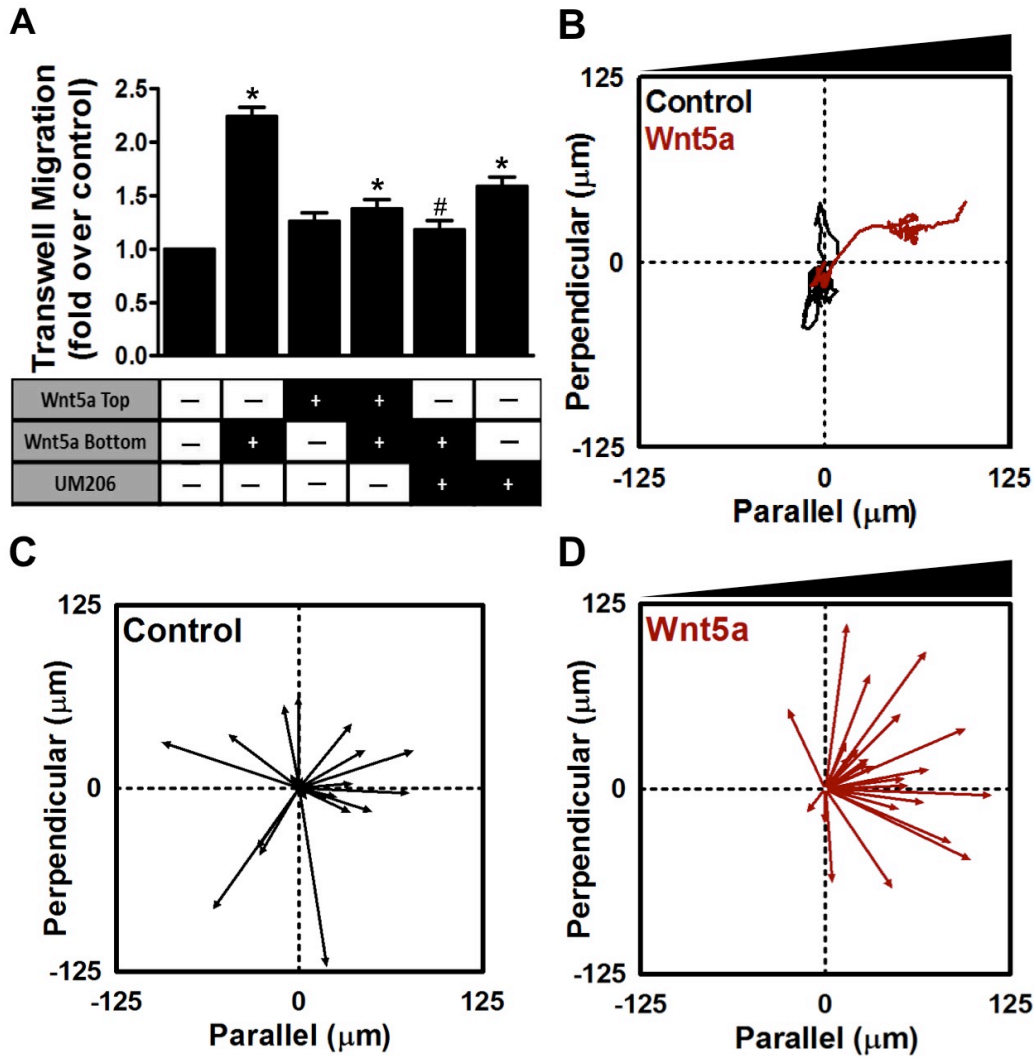 A
Transwell Migration
(fold over control)
2.5
2.0
1.5
1.0
0.5
0.0
*
*
#
*
Wnt5a Top — — + + — —
Wnt5a Bottom — + — + + —
UM206 — — — — + +
B
Control
Wnt5a
Perpendicular (μm)
125
0
-125
-125 0 125
Parallel (μm)
C
Control
Perpendicular (μm)
125
0
-125
-125 0 125
Parallel (μm)
D
Wnt5a
Perpendicular (μm)
125
0
-125
-125 0 125
Parallel (μm)